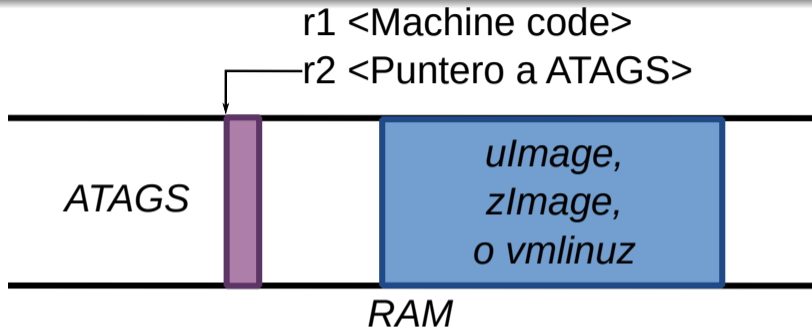 r1 <Machine code>
r2 <Puntero a ATAGS>
ATAGS
uImage,
zImage,
o vmlinuz
RAM